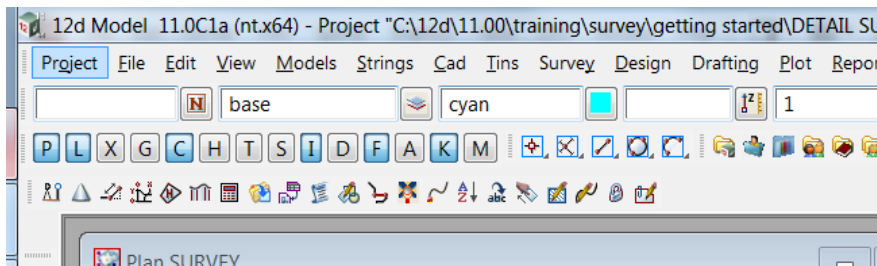 12d Model 11.0C1a (nt.x64) - Project "C:\12d\11.00\training\survey\getting started\DETAIL SU
Project File Edit View Models Strings Cad Tins Survey Design Drafting Plot Repor
N base cyan 1
P L X G C H T S I D F A K M
abc
Plan SURVEY